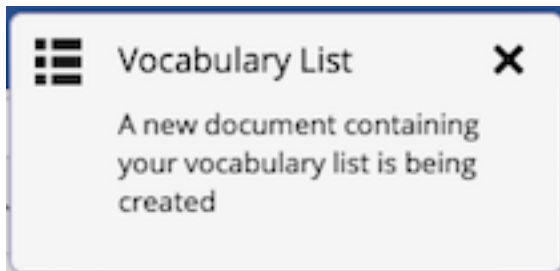 Vocabulary List
A new document containing
your vocabulary list is being
created